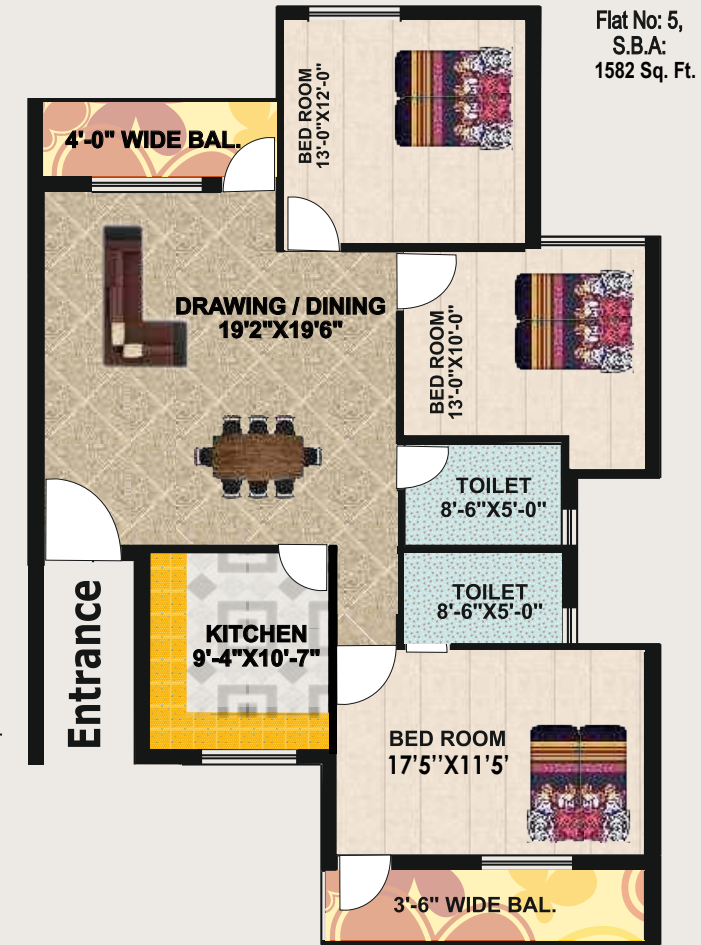 Flat No: 5,
S.B.A:
1582 Sq. Ft.
BED ROOM
13'-0"X12'-0"
4'-0" WIDE BAL.
DRAWING / DINING
19'2"X19'6"
BED ROOM
13'-0"X10'-0"
TOILET
8'-6"X5'-0"
TOILET
8'-6"X5'-0"
Entrance
KITCHEN
9'-4"X10'-7"
BED ROOM
17'5''X11'5'
3'-6" WIDE BAL.